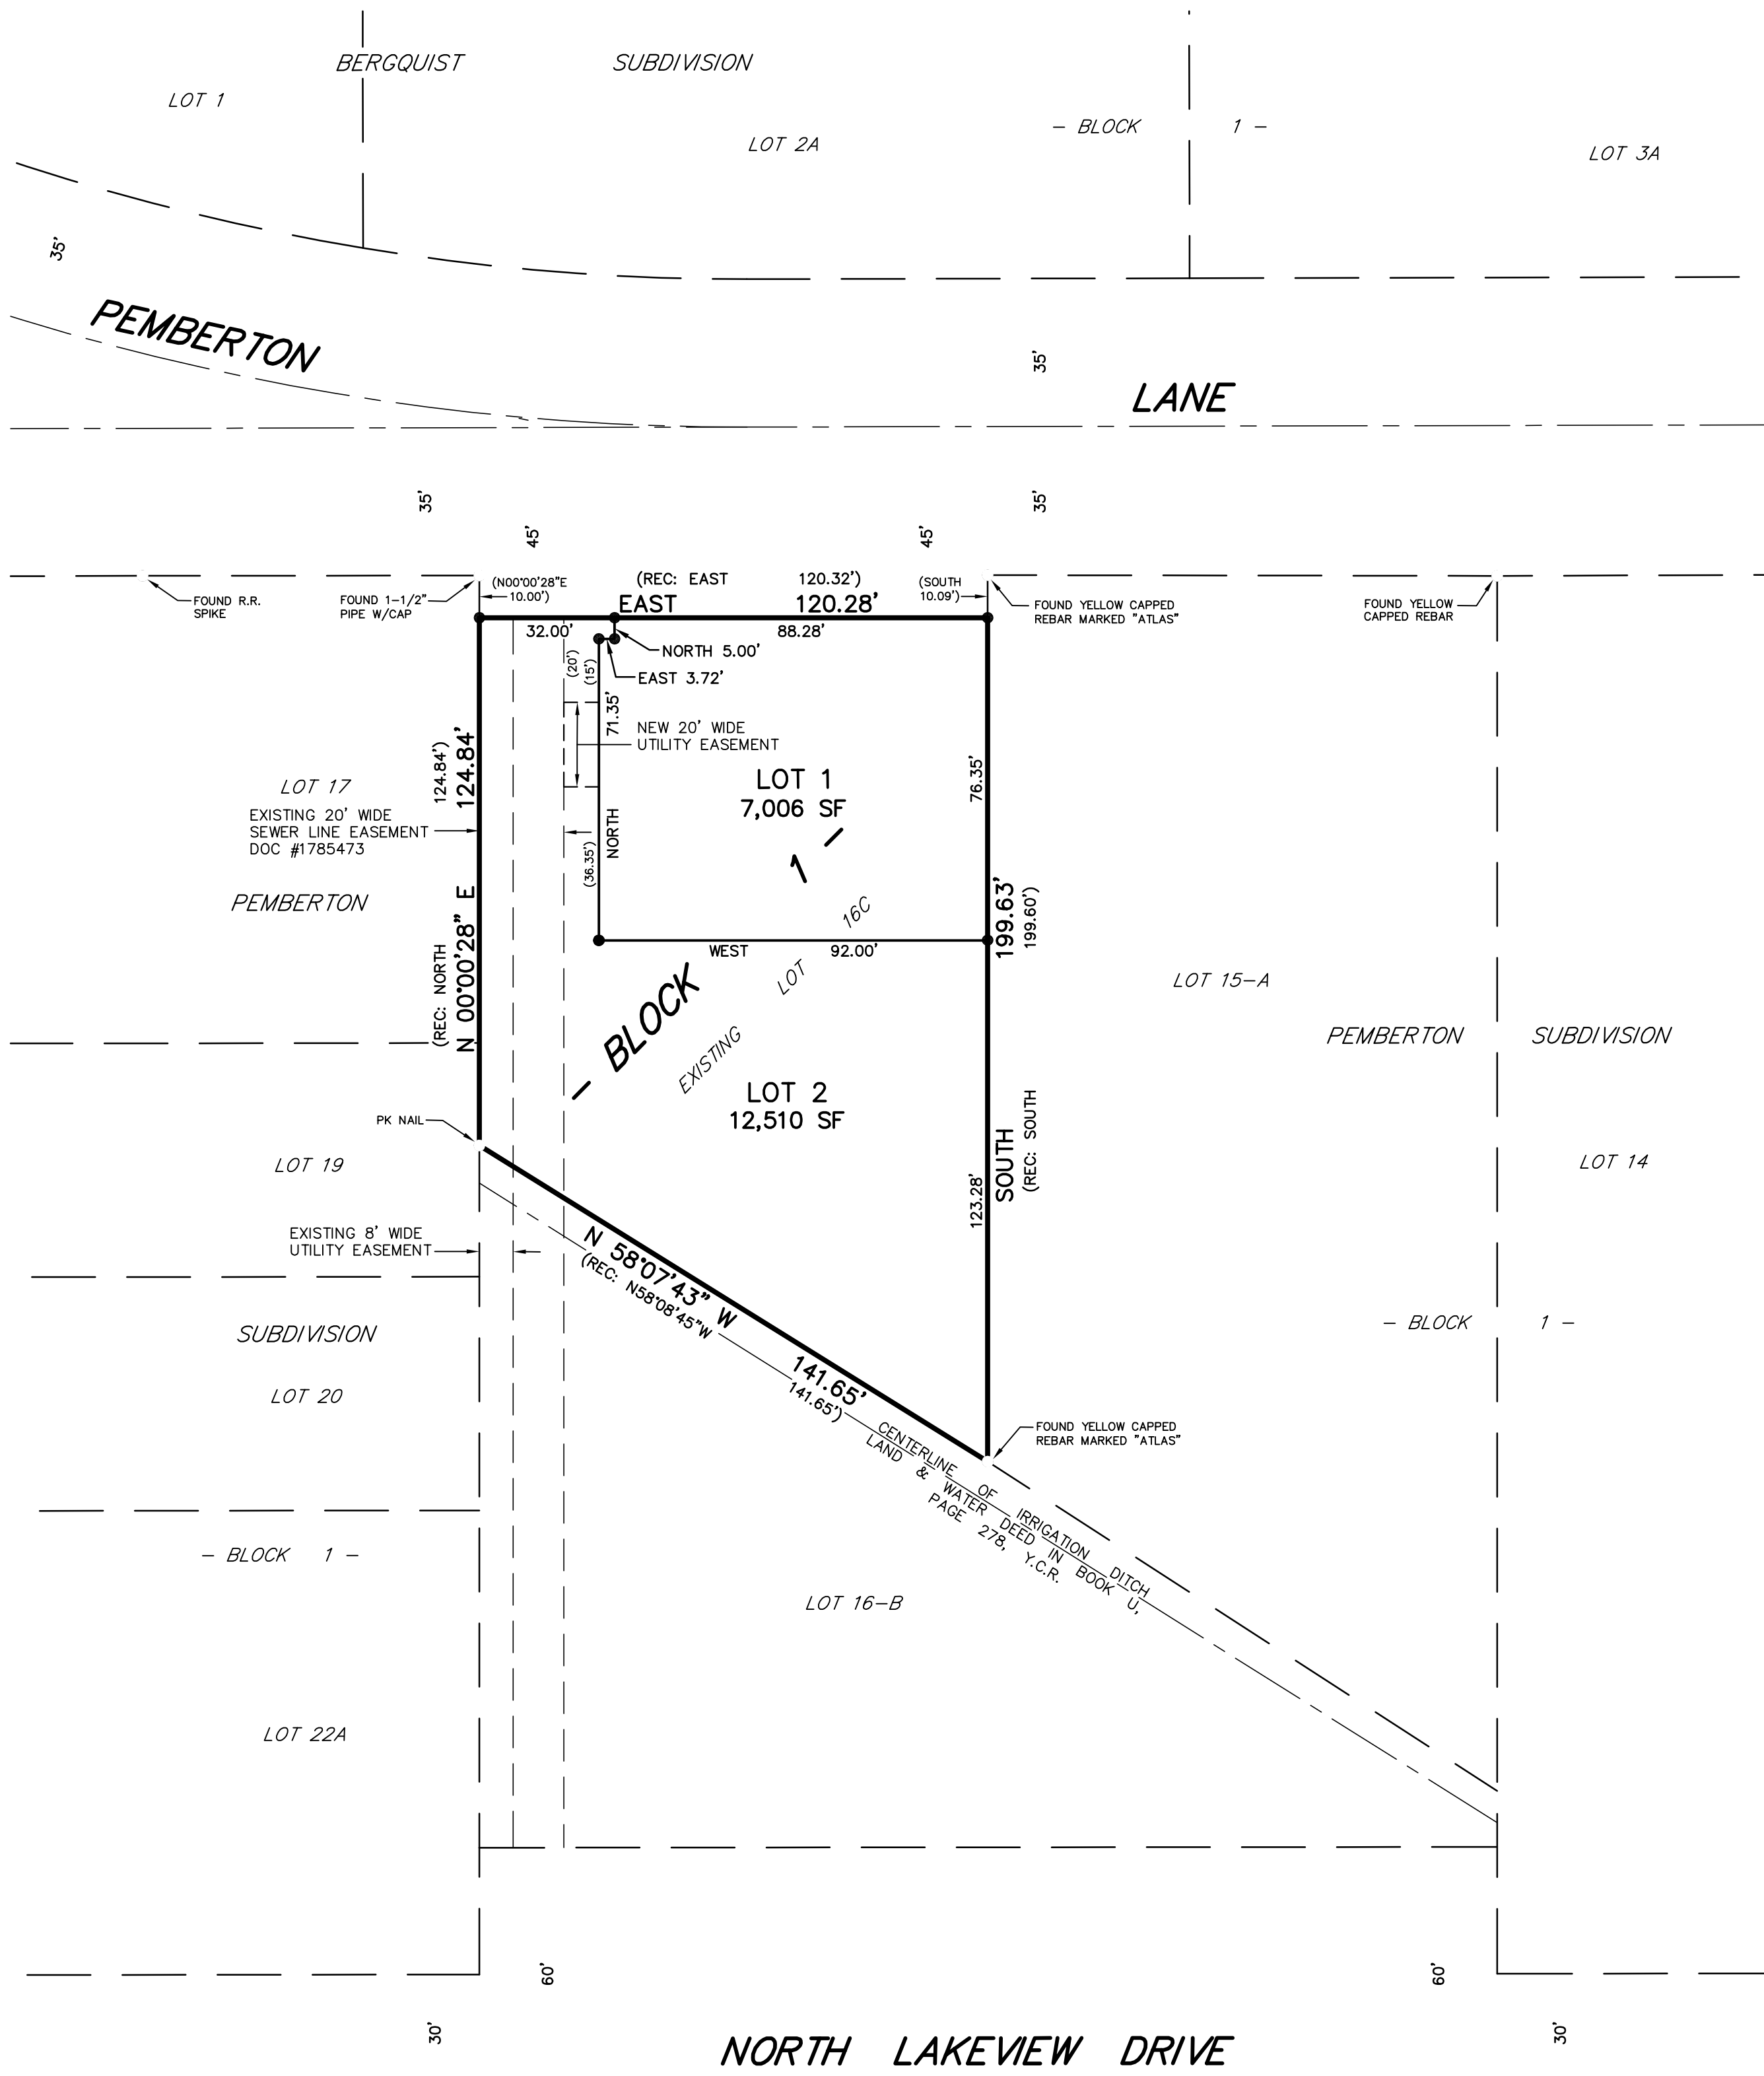 BERGQUIST SUBDIVISION
LOT 1
LOT 2A
- BLOCK 1 -
LOT 3A
35'
PEMBERTON
35'
LANE
35'
45'
45'
35'
(N00°00'28"E
10.00')
(REC: EAST 120.32')
(SOUTH
10.09')
EAST 120.28'
FOUND R.R.
SPIKE
FOUND 1-1/2"
PIPE W/CAP
FOUND YELLOW CAPPED
REBAR MARKED "ATLAS"
FOUND YELLOW
CAPPED REBAR
32.00'
88.28'
NORTH 5.00'
EAST 3.72'
(20')
(15')
71.35'
NORTH
(36.35')
NEW 20' WIDE
UTILITY EASEMENT
LOT 1
7,006 SF
76.35'
124.84'
(124.84')
N 00°00'28" E
(REC: NORTH
LOT 17
EXISTING 20' WIDE
SEWER LINE EASEMENT
DOC #1785473
PEMBERTON
199.63'
199.60')
SOUTH
(REC: SOUTH
WEST 92.00'
- BLOCK 1 -
EXISTING LOT 16C
LOT 2
12,510 SF
123.28'
LOT 15-A
PEMBERTON SUBDIVISION
LOT 14
PK NAIL
LOT 19
EXISTING 8' WIDE
UTILITY EASEMENT
N 58°07'43" W 141.65'
(REC: N58°08'45"W 141.65')
SUBDIVISION
- BLOCK 1 -
LOT 20
FOUND YELLOW CAPPED
REBAR MARKED "ATLAS"
CENTERLINE OF IRRIGATION DITCH
LAND & WATER DEED IN BOOK U,
PAGE 278, Y.C.R.
- BLOCK 1 -
LOT 16-B
LOT 22A
60'
60'
30'
30'
NORTH LAKEVIEW DRIVE